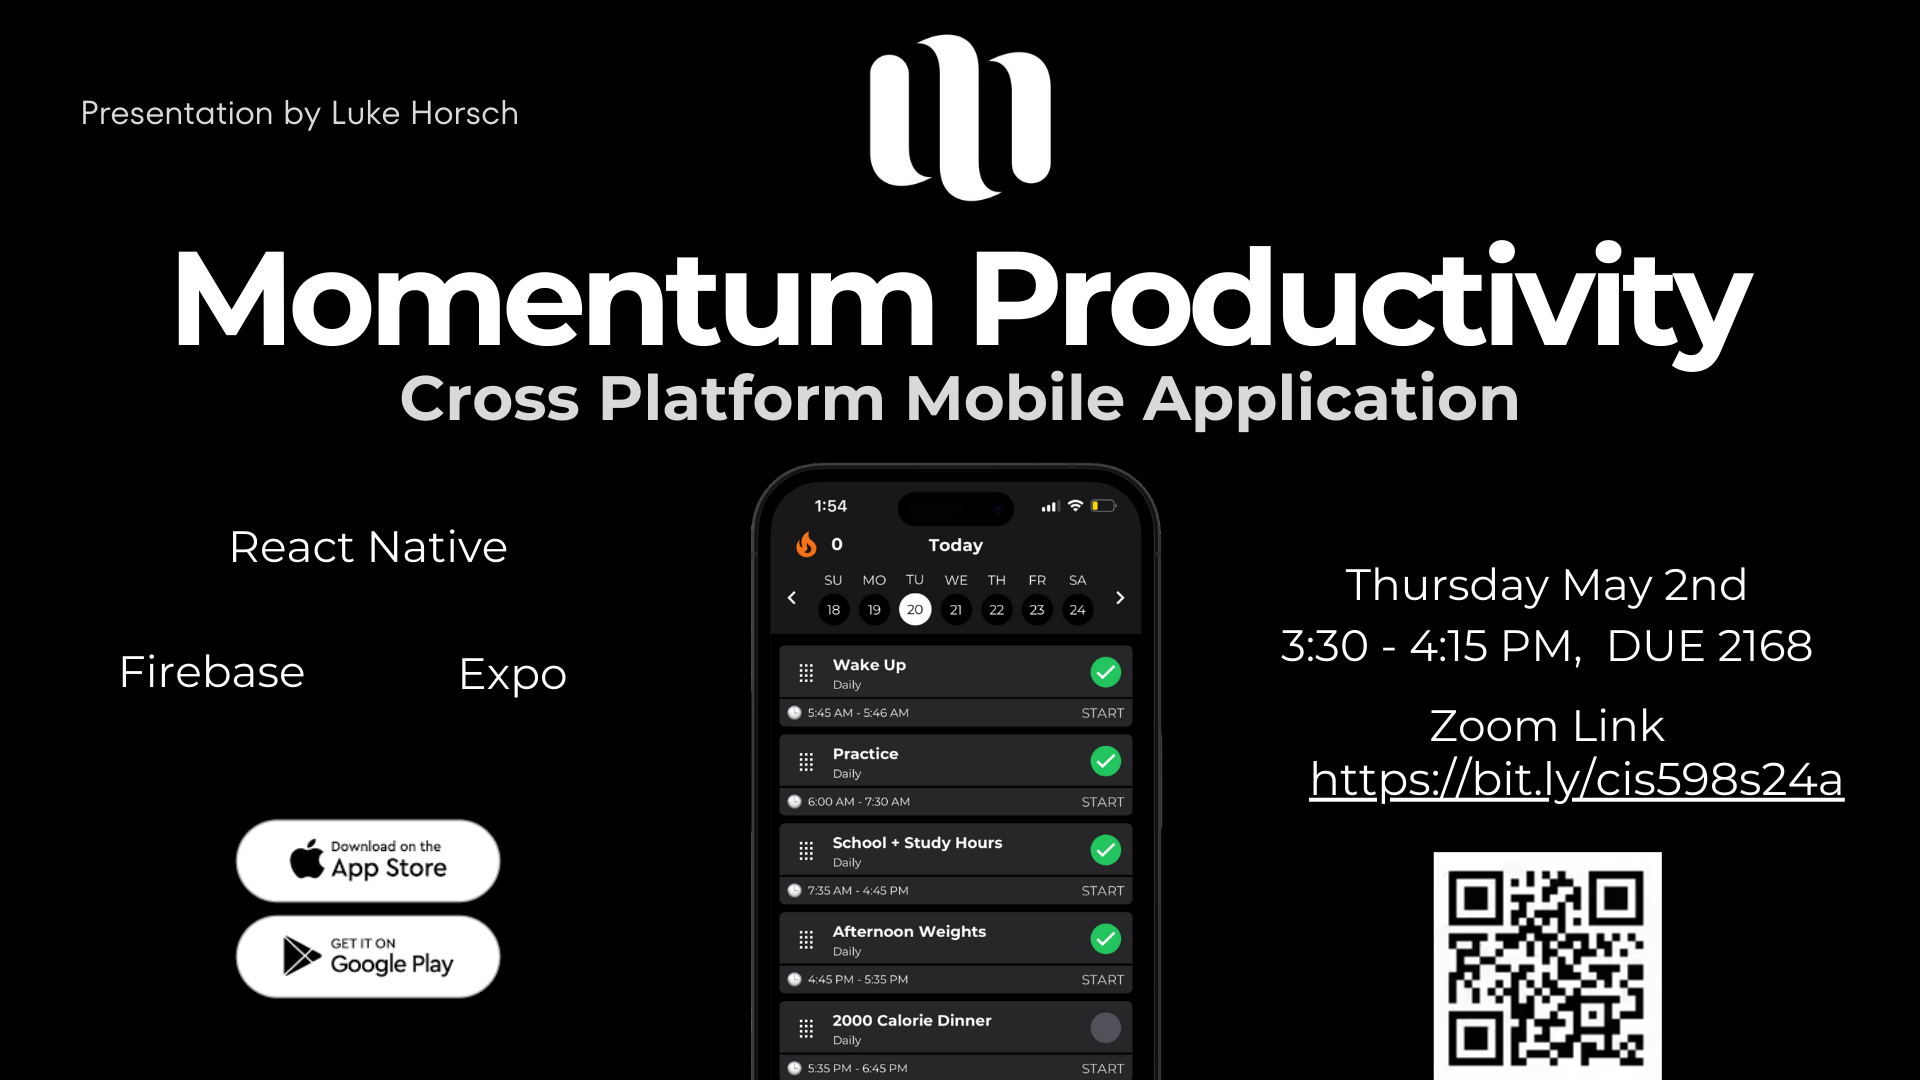 Presentation by Luke Horsch
Momentum Productivity
Cross Platform Mobile Application
React Native
Firebase
Expo
Download on the
App Store
GET IT ON
Google Play
1:54
0
Today
SU MO TU WE TH FR SA
18 19 20 21 22 23 24
Wake Up
Daily
5:45 AM - 5:46 AM START
Practice
Daily
6:00 AM - 7:30 AM START
School + Study Hours
Daily
7:35 AM - 4:45 PM START
Afternoon Weights
Daily
4:45 PM - 5:35 PM START
2000 Calorie Dinner
Daily
5:35 PM - 6:45 PM START
Thursday May 2nd
3:30 - 4:15 PM, DUE 2168
Zoom Link
https://bit.ly/cis598s24a